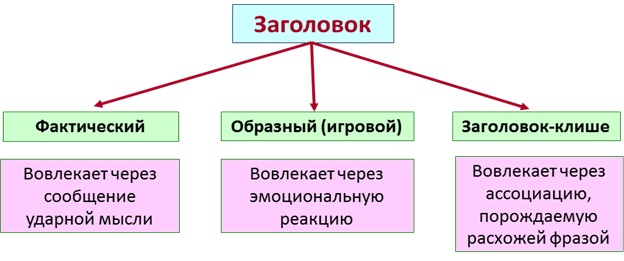 Заголовок
Фактический
Образный (игровой)
Заголовок-клише
Вовлекает через
сообщение
ударной мысли
Вовлекает через
эмоциональную
реакцию
Вовлекает через
ассоциацию,
порождаемую
расхожей фразой